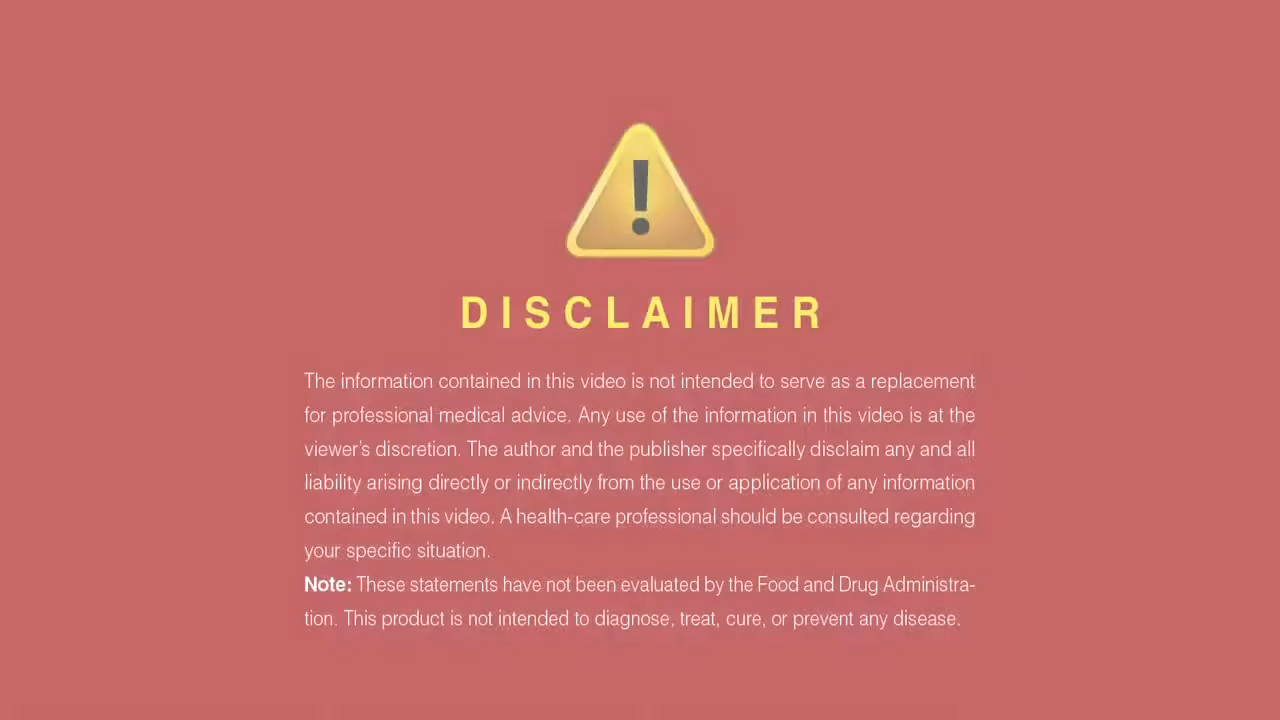 !
DISCLAIMER
The information contained in this video is not intended to serve as a replacement
for professional medical advice. Any use of the information in this video is at the
viewer's discretion. The author and the publisher specifically disclaim any and all
liability arising directly or indirectly from the use or application of any information
contained in this video. A health-care professional should be consulted regarding
your specific situation.
Note: These statements have not been evaluated by the Food and Drug Administra-
tion. This product is not intended to diagnose, treat, cure, or prevent any disease.